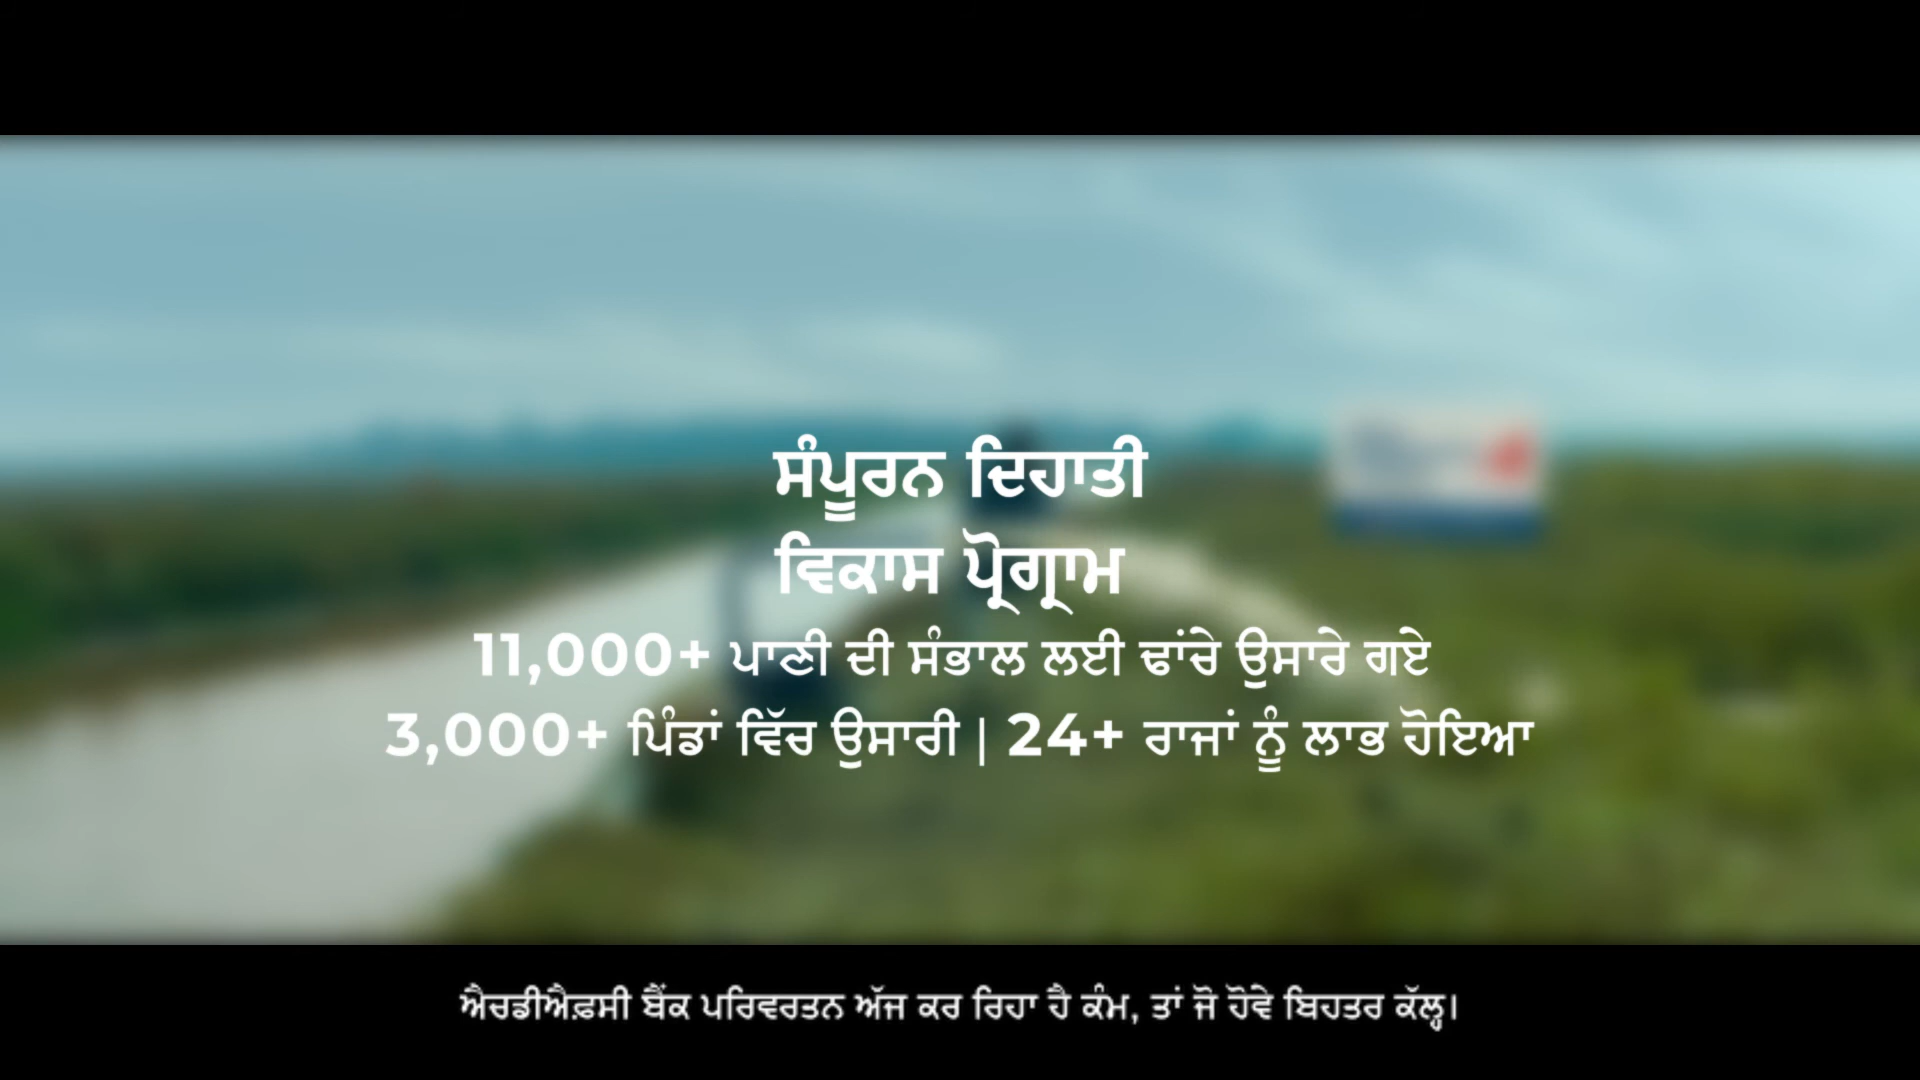 ਸੰਪੂਰਨ ਦਿਹਾਤੀ
ਵਿਕਾਸ ਪ੍ਰੋਗ੍ਰਾਮ
11,000+ ਪਾਣੀ ਦੀ ਸੰਭਾਲ ਲਈ ਢਾਂਚੇ ਉਸਾਰੇ ਗਏ
3,000+ ਪਿੰਡਾਂ ਵਿੱਚ ਉਸਾਰੀ | 24+ ਰਾਜਾਂ ਨੂੰ ਲਾਭ ਹੋਇਆ
ਐਚਡੀਐਫ਼ਸੀ ਬੈਂਕ ਪਰਿਵਰਤਨ ਅੱਜ ਕਰ ਰਿਹਾ ਹੈ ਕੰਮ, ਤਾਂ ਜੋ ਹੋਵੇ ਬਿਹਤਰ ਕੱਲ੍ਹ।